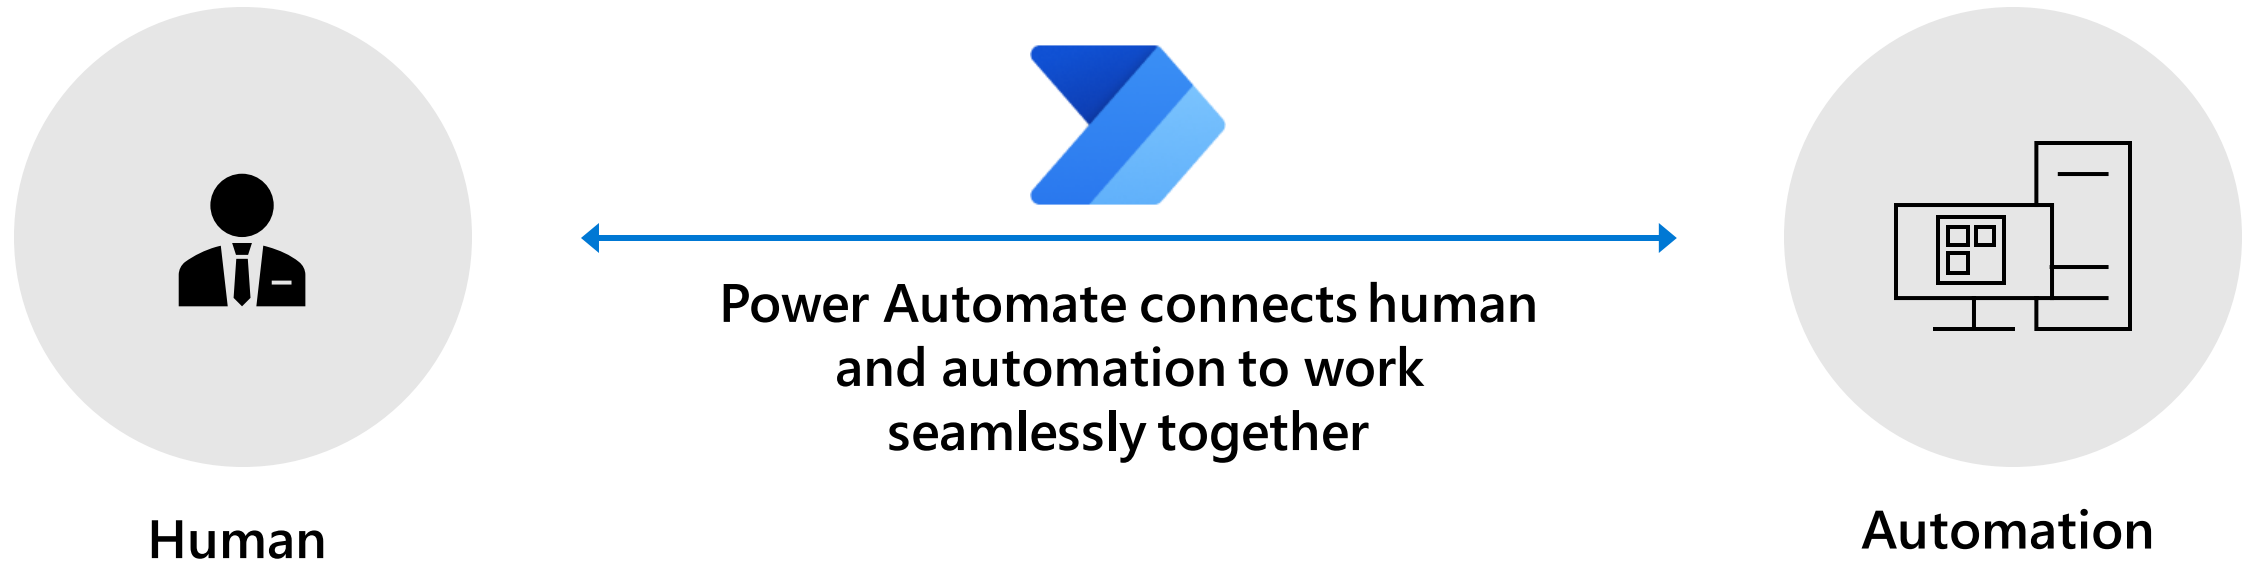 Power Automate connects human
and automation to work
seamlessly together
Human
Automation